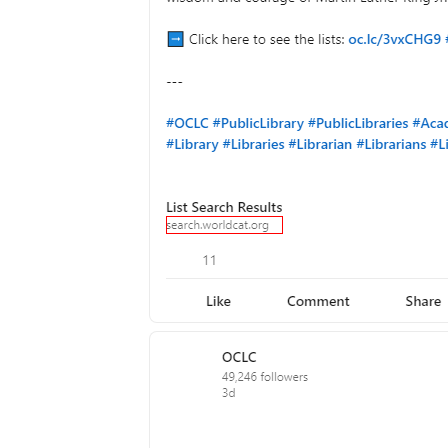 ➡ Click here to see the lists: oc.lc/3vxCHG9
---
#OCLC #PublicLibrary #PublicLibraries
#Library #Libraries #Librarian #Librarians
List Search Results
search.worldcat.org
11
Like Comment Share
OCLC
49,246 followers
3d